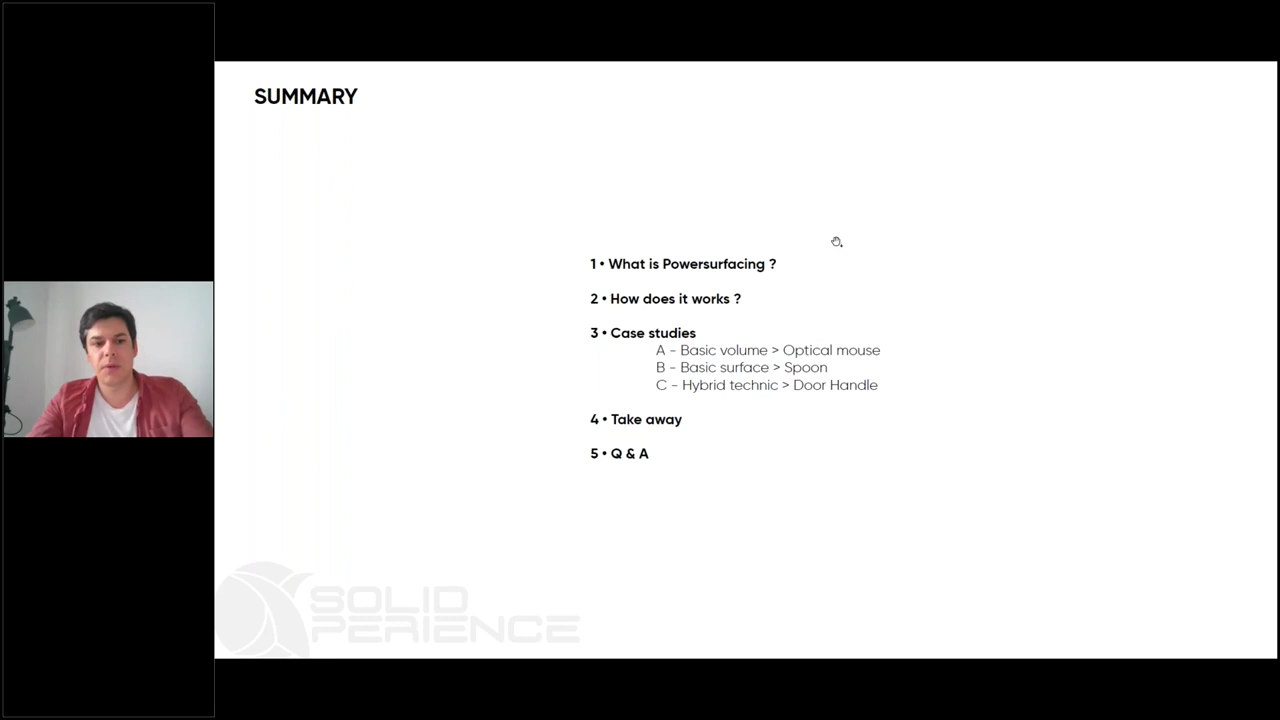 SUMMARY
1 • What is Powersurfacing ?
2 • How does it works ?
3 • Case studies
A - Basic volume > Optical mouse
B - Basic surface > Spoon
C - Hybrid technic > Door Handle
4 • Take away
5 • Q & A
SOLID
XPERIENCE